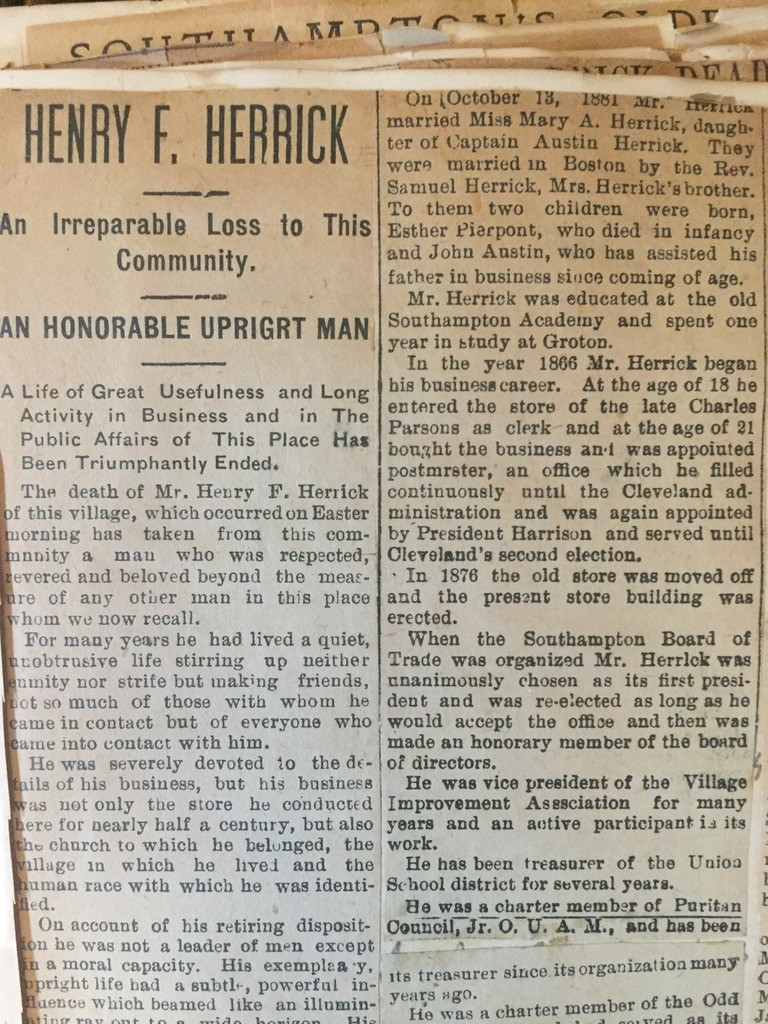 SOUTHAMPTON'S OLDE
RICK DEAD
HENRY F. HERRICK
An Irreparable Loss to This
Community.
AN HONORABLE UPRIGRT MAN
A Life of Great Usefulness and Long
Activity in Business and in The
Public Affairs of This Place Has
Been Triumphantly Ended.
The death of Mr. Henry F. Herrick
of this village, which occurred on Easter
morning has taken from this com-
mnnity a man who was respected,
revered and beloved beyond the meas-
ure of any other man in this place
whom we now recall.
For many years he had lived a quiet,
unobtrusive life stirring up neither
enmity nor strife but making friends,
not so much of those with whom he
came in contact but of everyone who
came into contact with him.
He was severely devoted to the de-
tails of his business, but his business
was not only the store he conducted
here for nearly half a century, but also
the church to which he belonged, the
village in which he lived and the
human race with which he was identi-
fied.
On account of his retiring disposit-
ion he was not a leader of men except
in a moral capacity. His exemplaay,
upright life had a subtle, powerful in-
fluence which beamed like an illumin-
ating ray out to a wide horizon. His
On October 13, 1881 Mr. Herrick
married Miss Mary A. Herrick, daugh-
ter of Captain Austin Herrick. They
were married in Boston by the Rev.
Samuel Herrick, Mrs. Herrick's brother.
To them two children were born,
Esther Pierpont, who died in infancy
and John Austin, who has assisted his
father in business since coming of age.
Mr. Herrick was educated at the old
Southampton Academy and spent one
year in study at Groton.
In the year 1866 Mr. Herrick began
his business career. At the age of 18 he
entered the store of the late Charles
Parsons as clerk and at the age of 21
bought the business and was appointed
postmrster, an office which he filled
continuously until the Cleveland ad-
ministration and was again appointed
by President Harrison and served until
Cleveland's second election.
In 1876 the old store was moved off
and the present store building was
erected.
When the Southampton Board of
Trade was organized Mr. Herrick was
unanimously chosen as its first presi-
dent and was re-elected as long as he
would accept the office and then was
made an honorary member of the board
of directors.
He was vice president of the Village
Improvement Asssciation for many
years and an active participant is its
work.
He has been treasurer of the Union
School district for several years.
He was a charter member of Puritan
Council, Jr. O. U. A. M., and has been
its treasurer since its organization many
years ago.
He was a charter member of the Odd
served as its